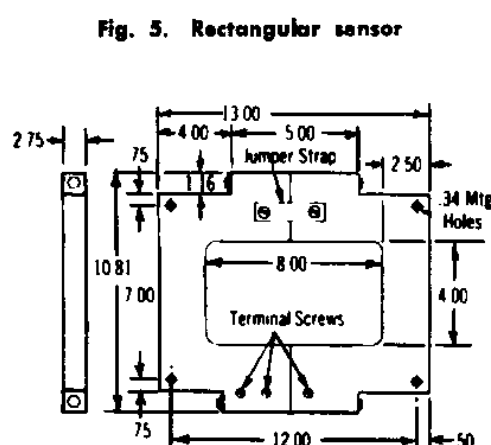 Fig. 5. Rectangular sensor
13 00
2 75
4 00
5 00
75
Jumper Strap
2 50
1 6
.34 Mtg
Holes
10 81
8 00
7 00
4 00
Terminal Screws
75
12 00
50